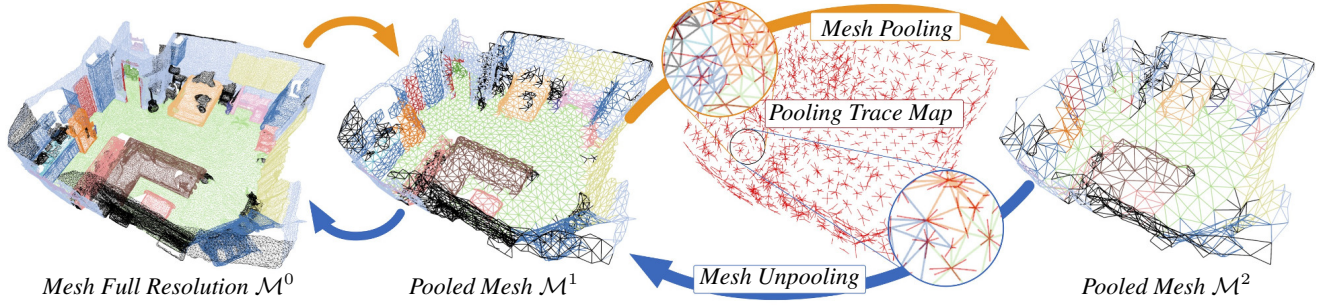 Mesh Pooling
Pooling Trace Map
Mesh Unpooling
Mesh Full Resolution M⁰
Pooled Mesh M¹
Pooled Mesh M²